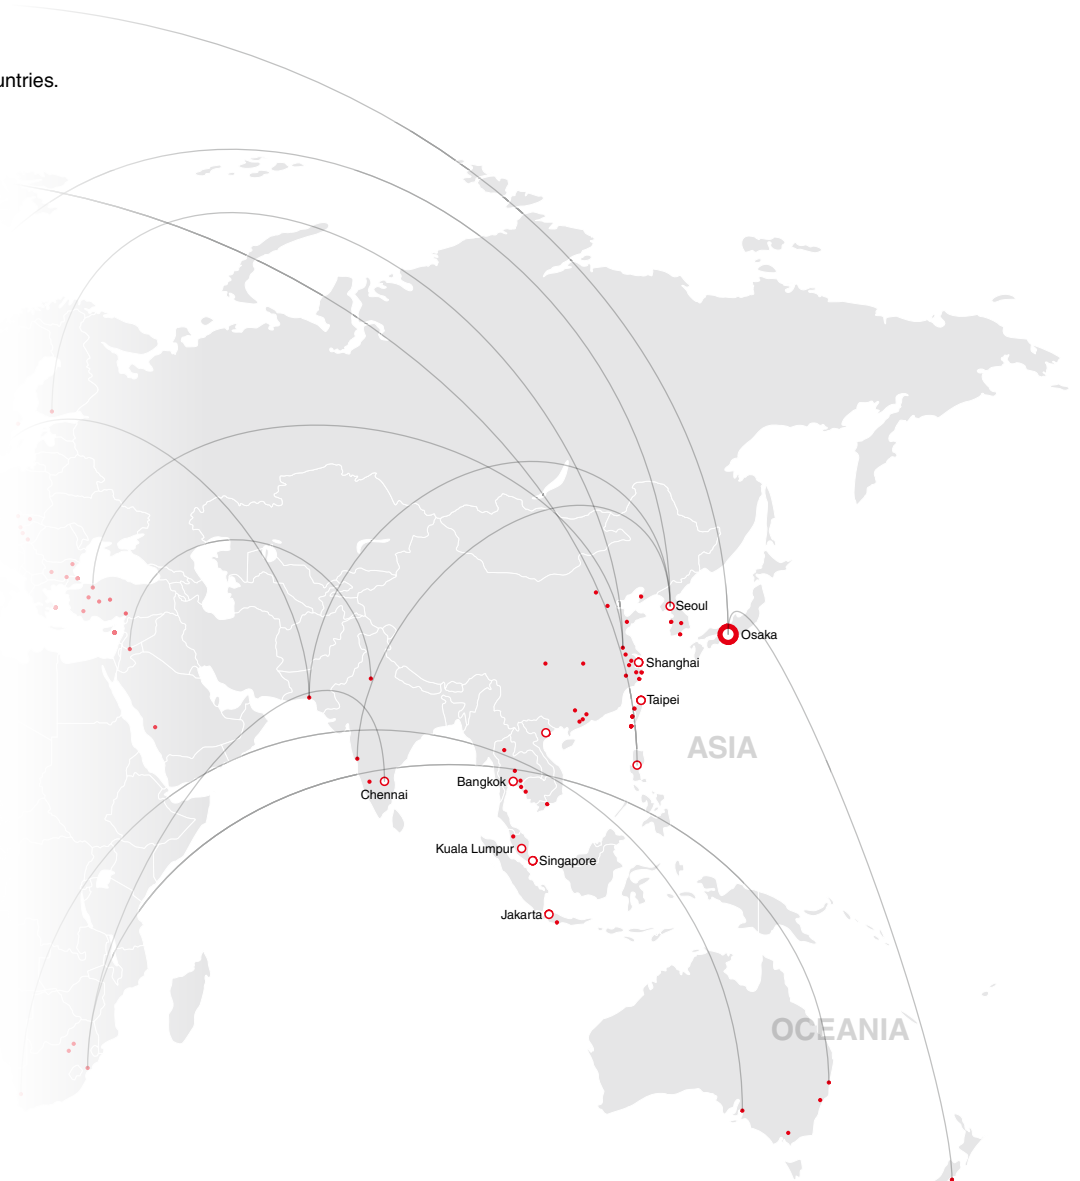 untries.
Seoul
Osaka
Shanghai
Taipei
ASIA
Bangkok
Chennai
Kuala Lumpur
Singapore
Jakarta
OCEANIA